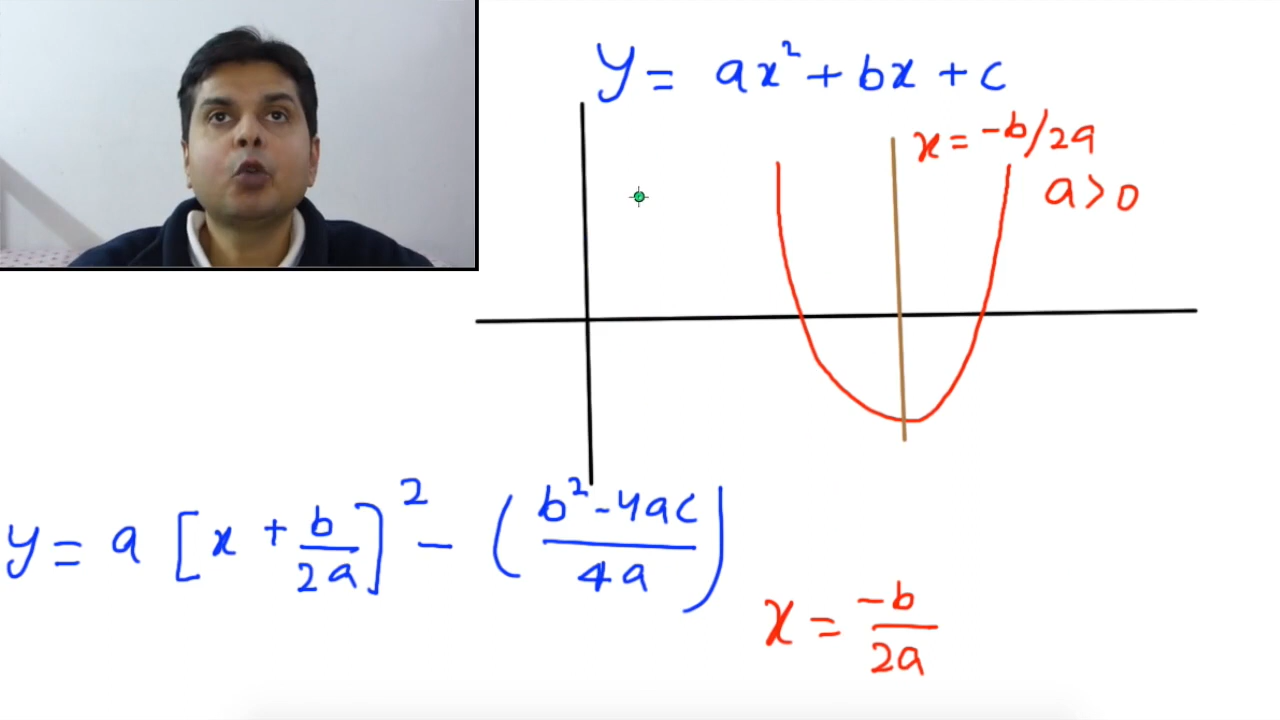 y = ax² + bx + c
x = -b/2a
a > 0
y = a [x + b/2a]² - (b² - 4ac / 4a)
x = -b/2a